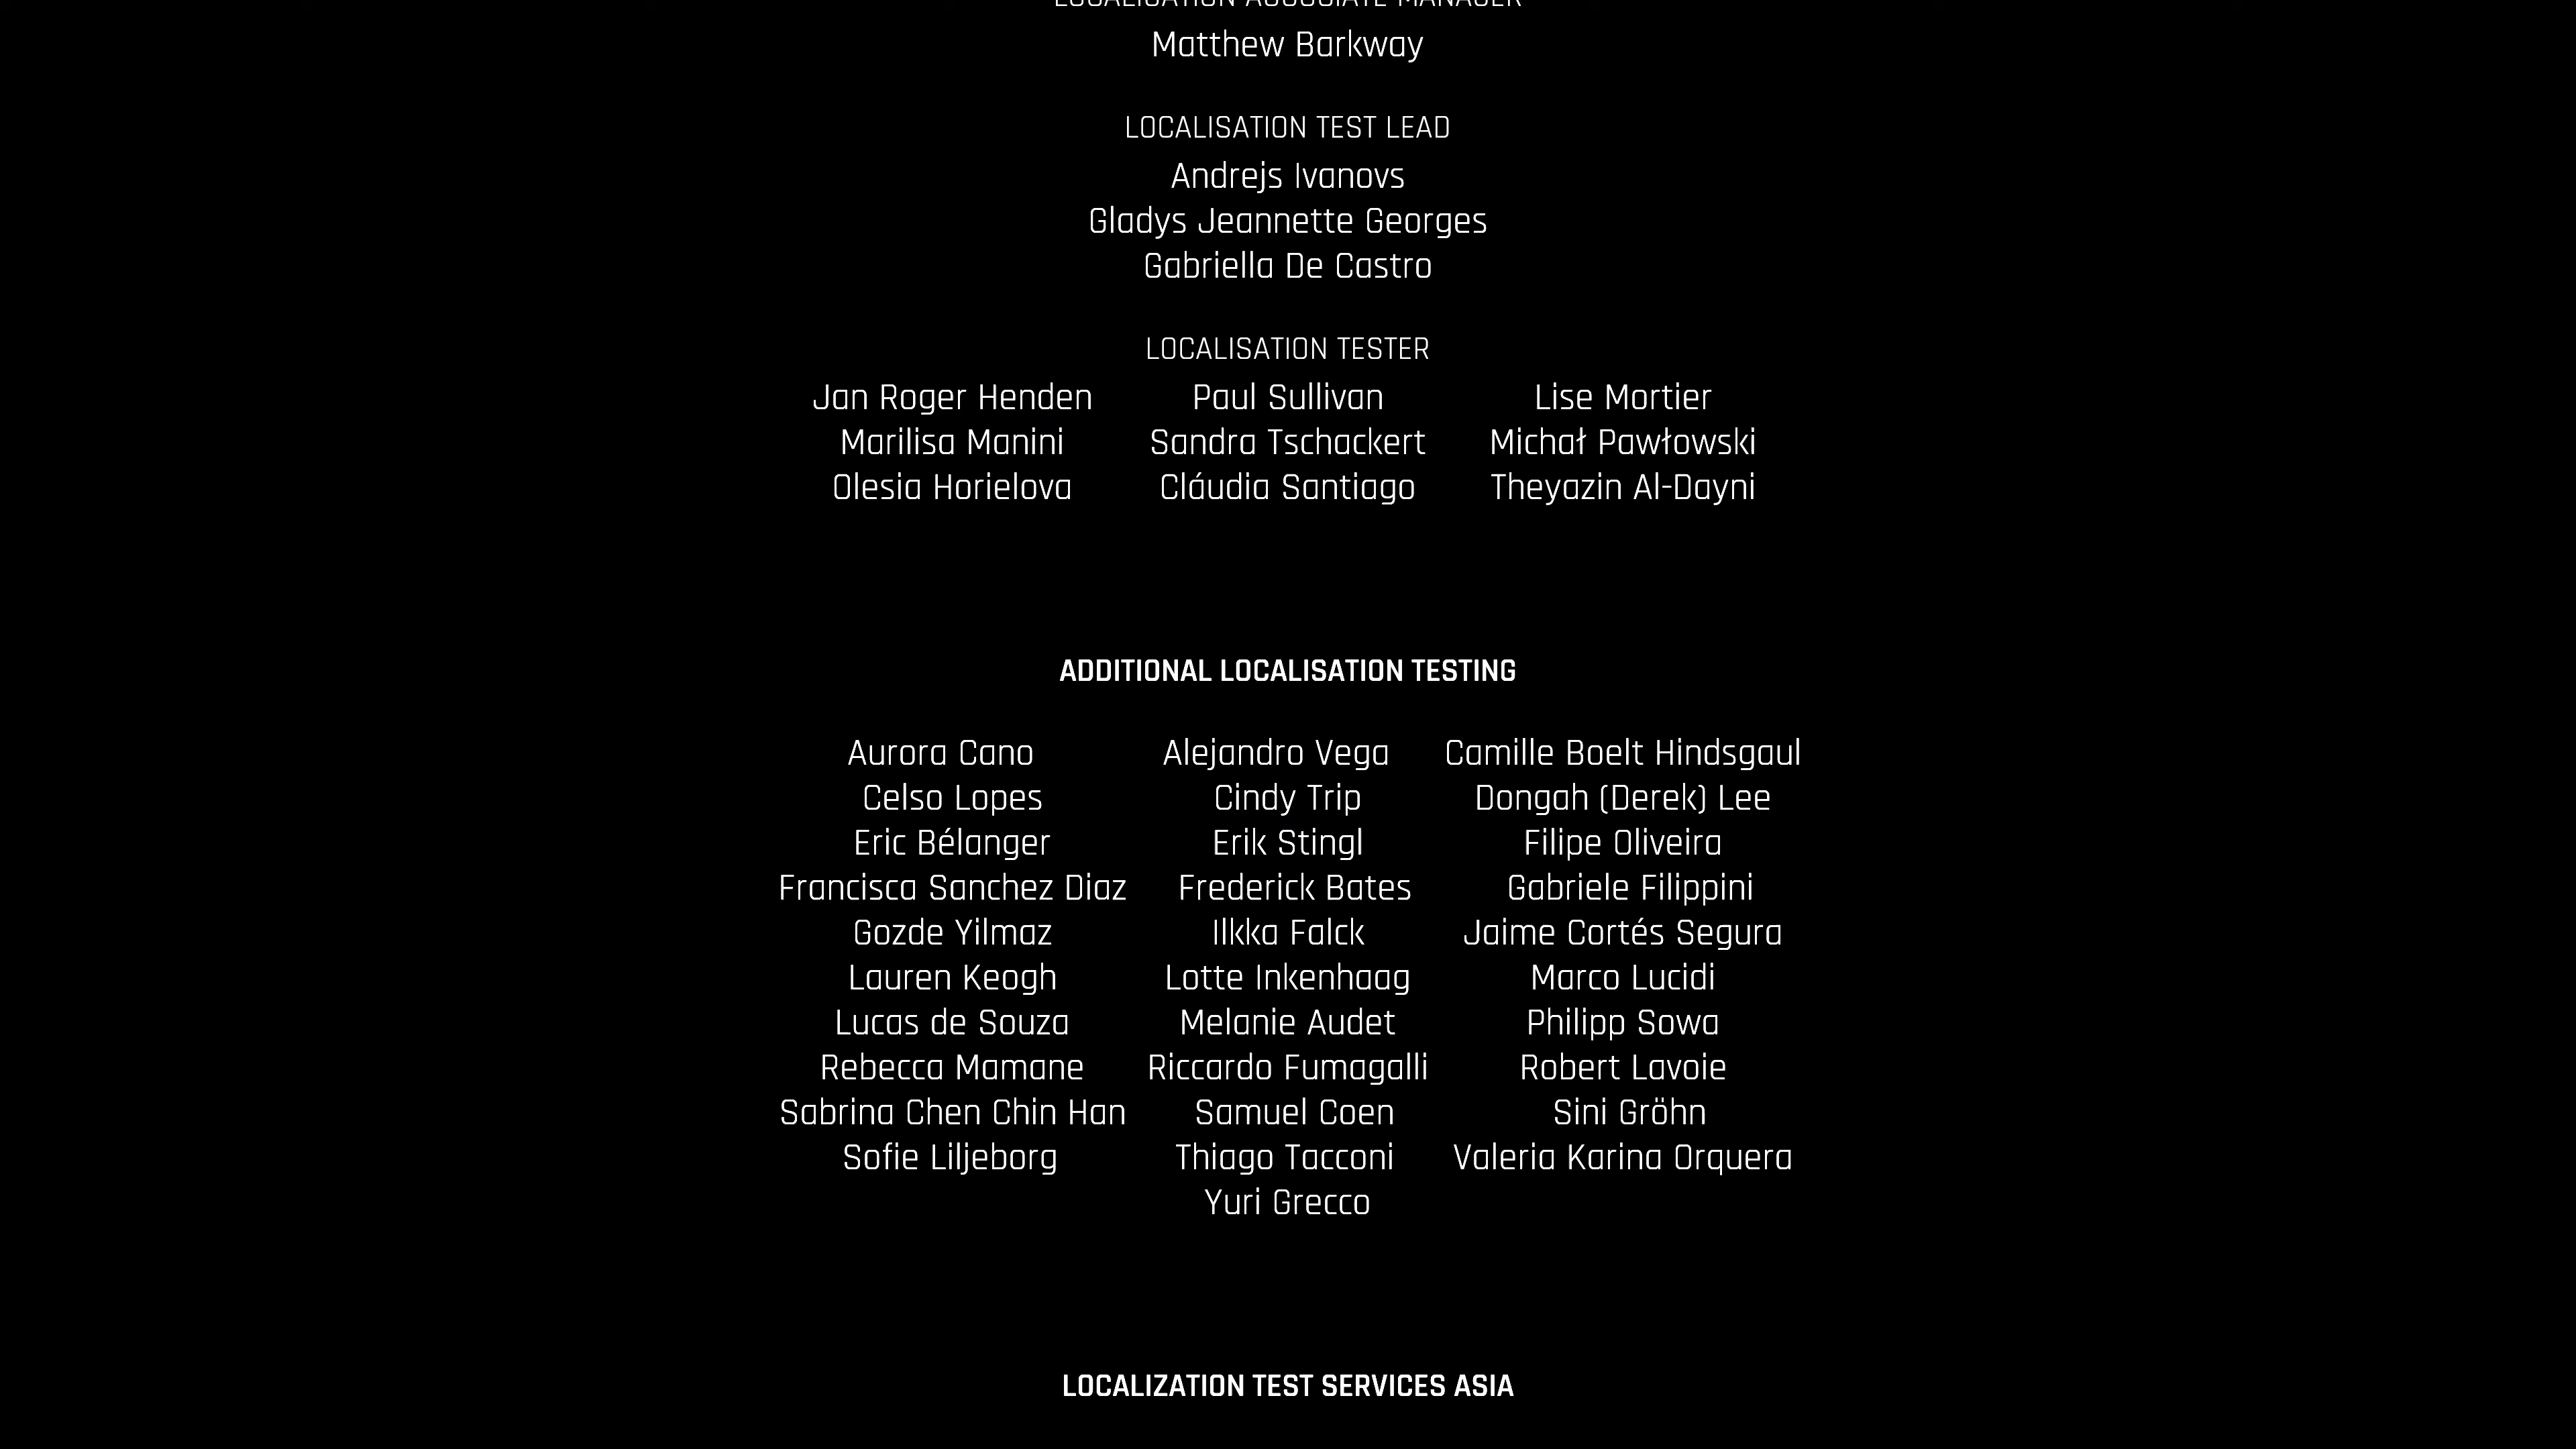 LOCALISATION ASSOCIATE MANAGER
Matthew Barkway
LOCALISATION TEST LEAD
Andrejs Ivanovs
Gladys Jeannette Georges
Gabriella De Castro
LOCALISATION TESTER
Jan Roger Henden Paul Sullivan Lise Mortier
Marilisa Manini Sandra Tschackert Michał Pawłowski
Olesia Horielova Cláudia Santiago Theyazin Al-Dayni
ADDITIONAL LOCALISATION TESTING
Aurora Cano Alejandro Vega Camille Boelt Hindsgaul
Celso Lopes Cindy Trip Dongah (Derek) Lee
Eric Bélanger Erik Stingl Filipe Oliveira
Francisca Sanchez Diaz Frederick Bates Gabriele Filippini
Gozde Yilmaz Ilkka Falck Jaime Cortés Segura
Lauren Keogh Lotte Inkenhaag Marco Lucidi
Lucas de Souza Melanie Audet Philipp Sowa
Rebecca Mamane Riccardo Fumagalli Robert Lavoie
Sabrina Chen Chin Han Samuel Coen Sini Gröhn
Sofie Liljeborg Thiago Tacconi Valeria Karina Orquera
Yuri Grecco
LOCALIZATION TEST SERVICES ASIA